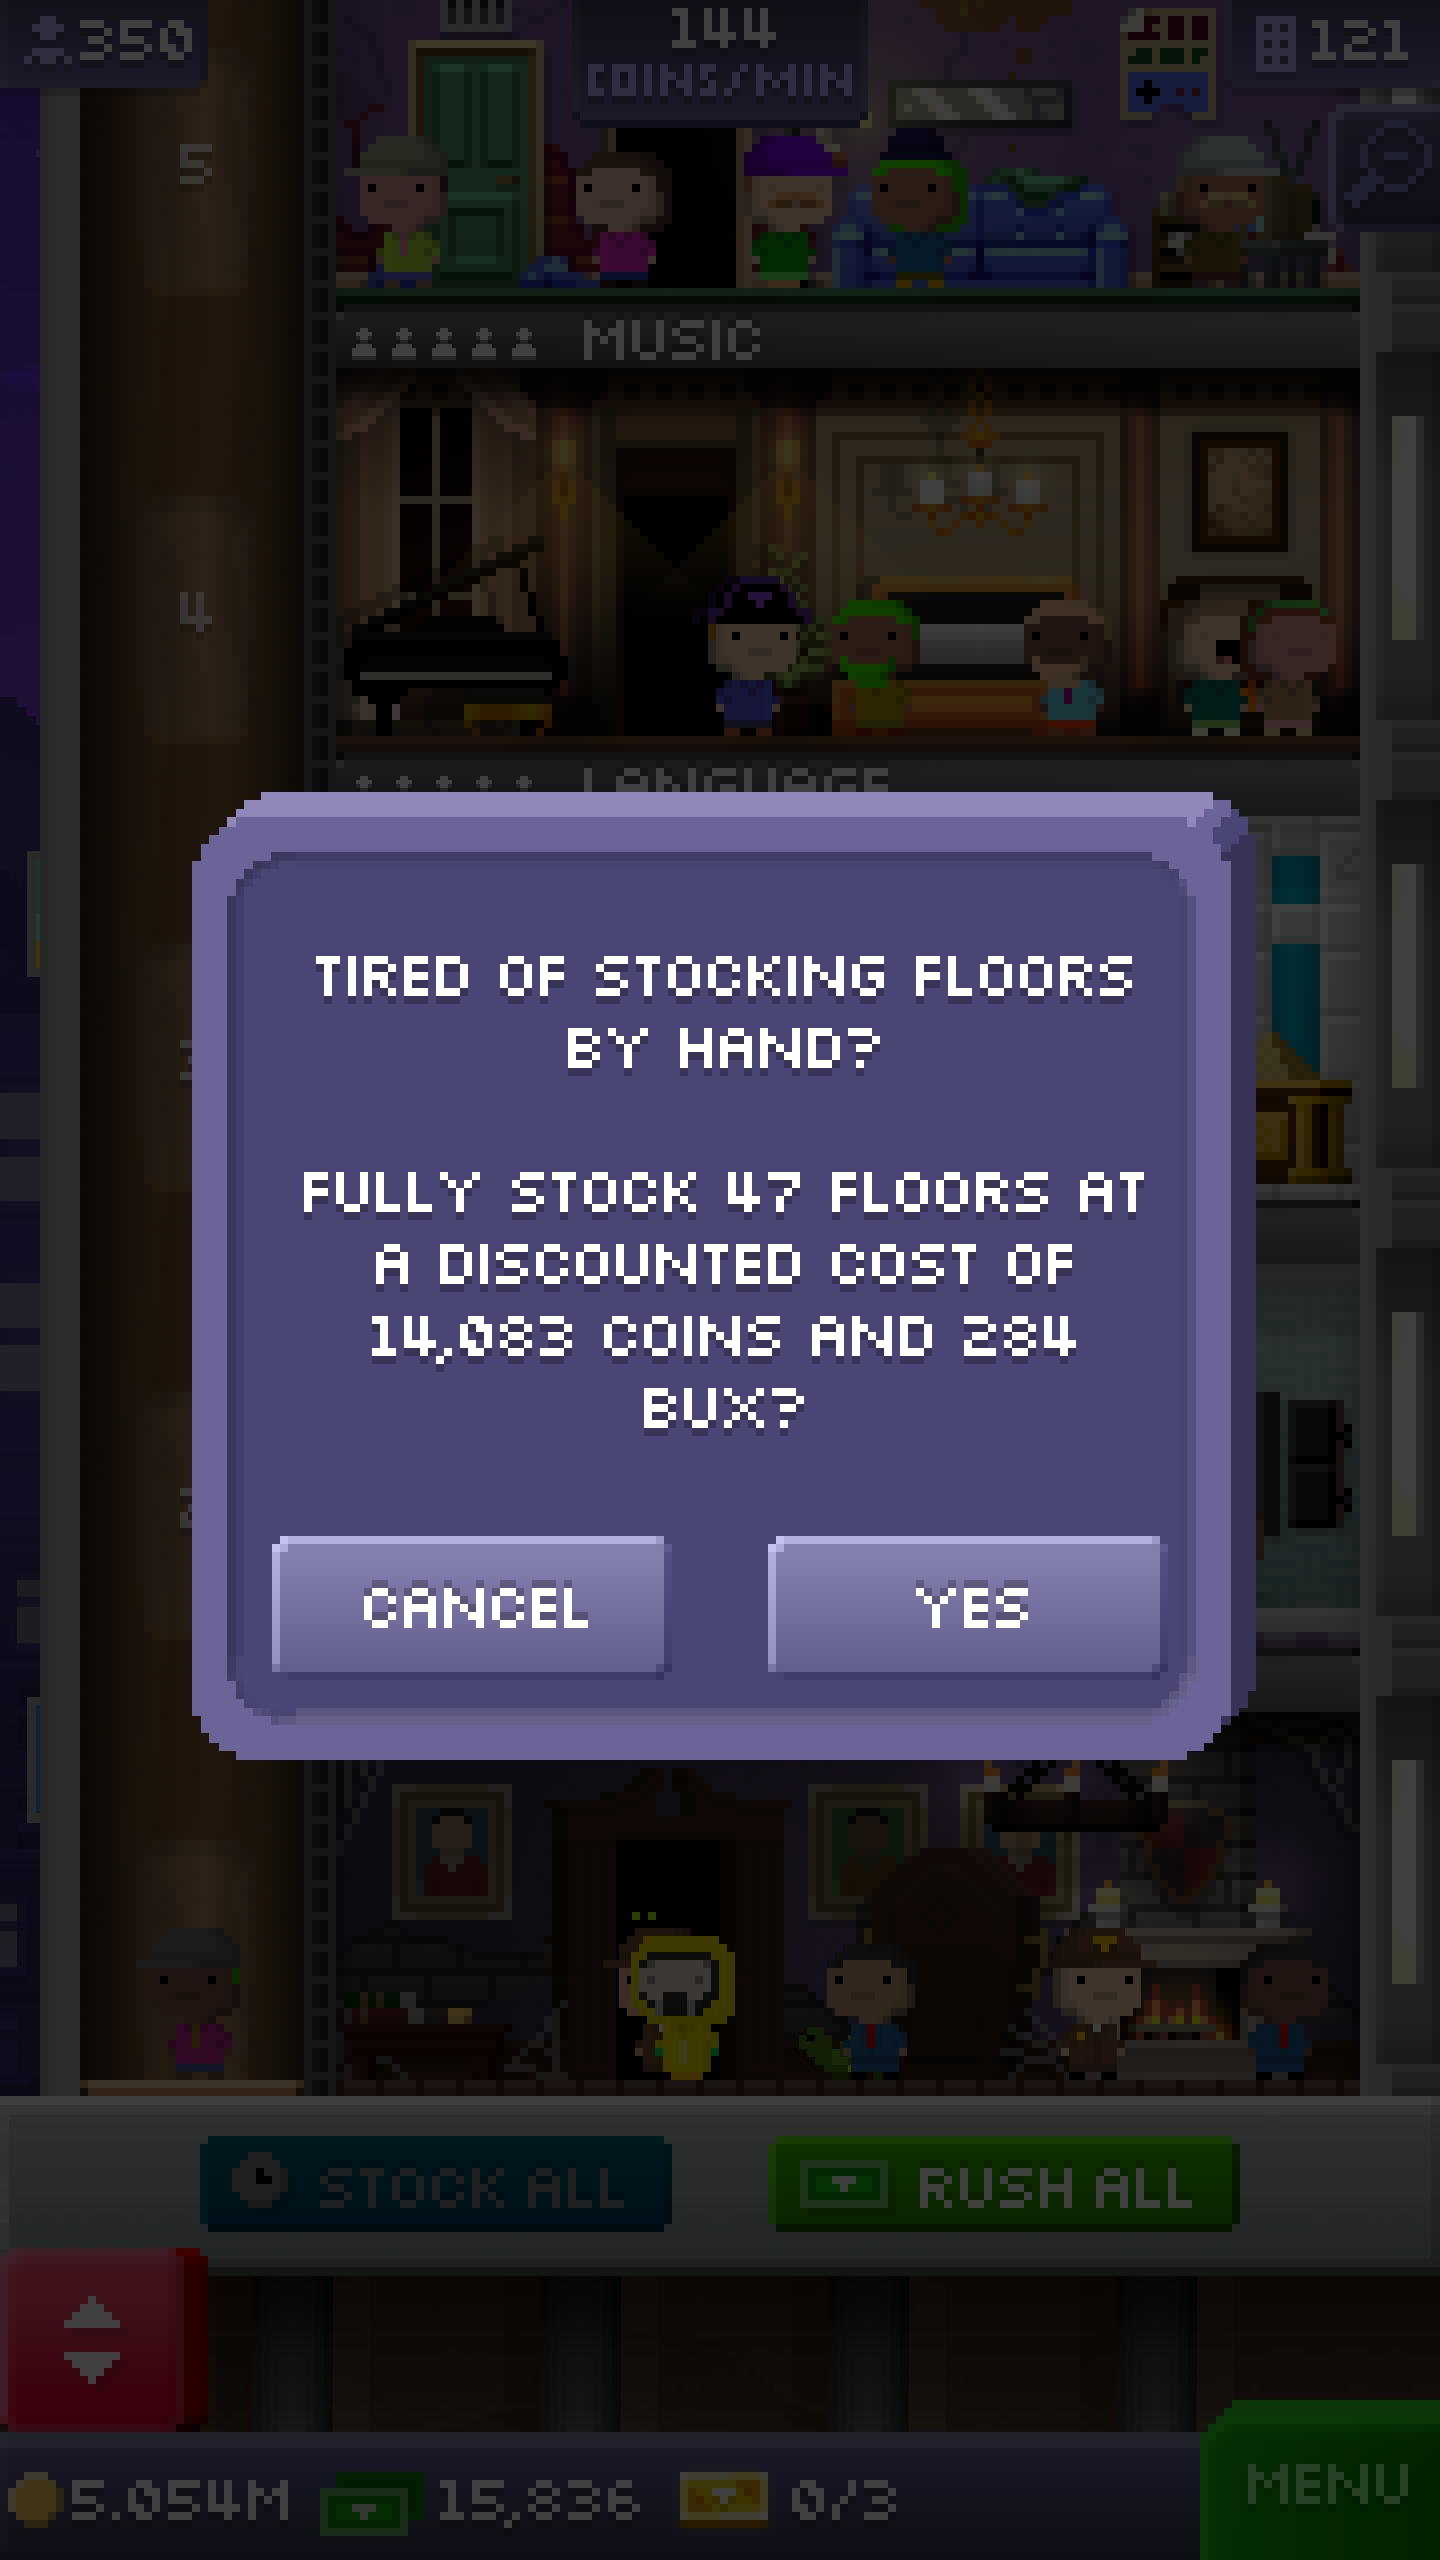 350
144
COINS/MIN
121
5
MUSIC
4
LANGUAGE
TIRED OF STOCKING FLOORS
BY HAND?
FULLY STOCK 47 FLOORS AT
A DISCOUNTED COST OF
14,083 COINS AND 284
BUX?
CANCEL
YES
STOCK ALL
RUSH ALL
5.054M
15,836
0/3
MENU